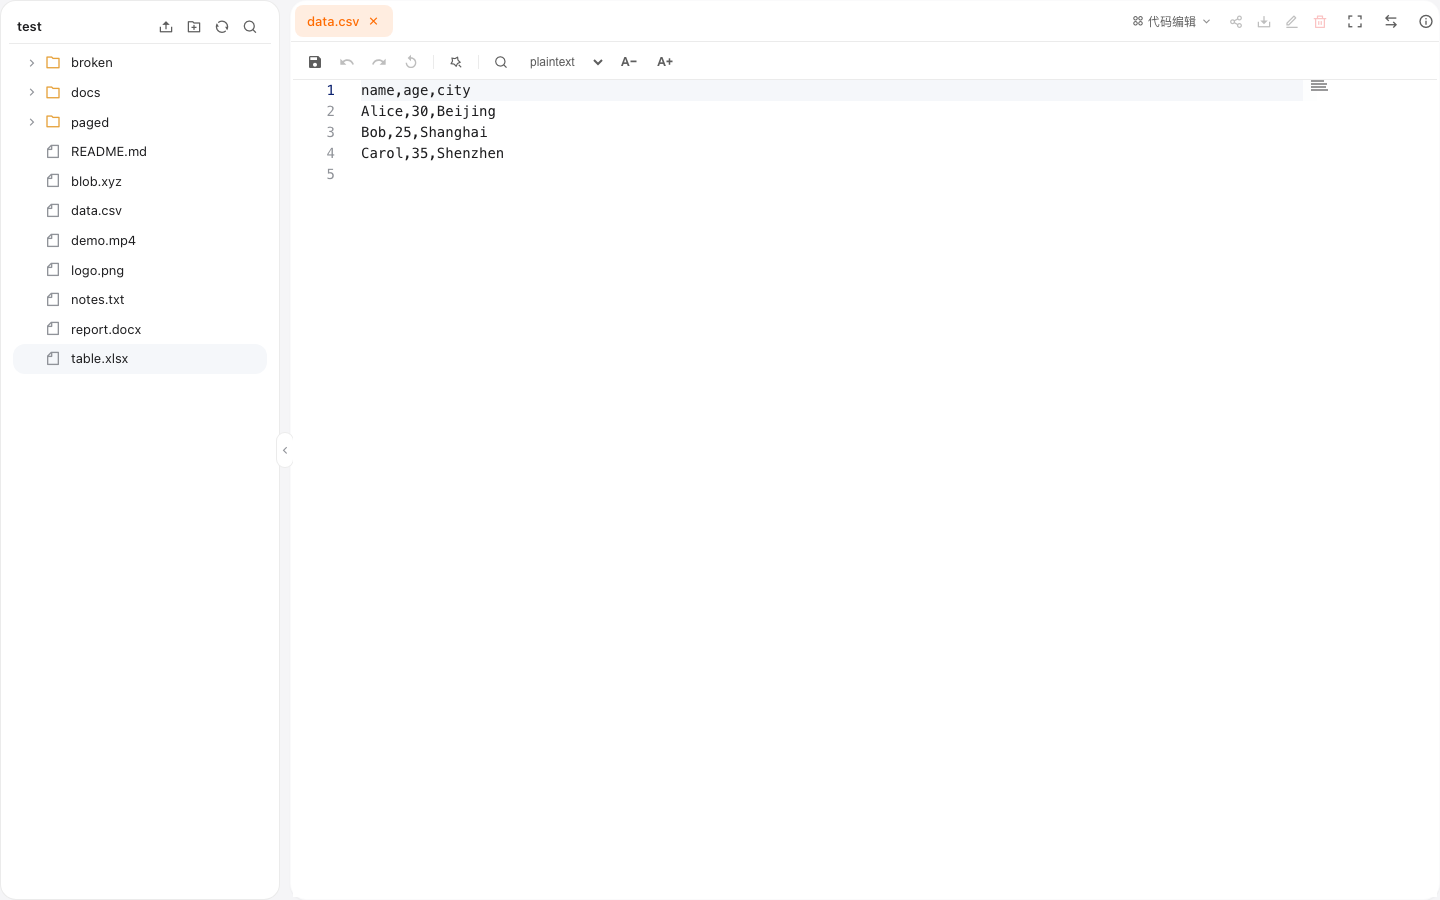 test
broken
docs
paged
README.md
blob.xyz
data.csv
demo.mp4
logo.png
notes.txt
report.docx
table.xlsx
data.csv
代码编辑
plaintext
A−
A+
1 name,age,city
2 Alice,30,Beijing
3 Bob,25,Shanghai
4 Carol,35,Shenzhen
5